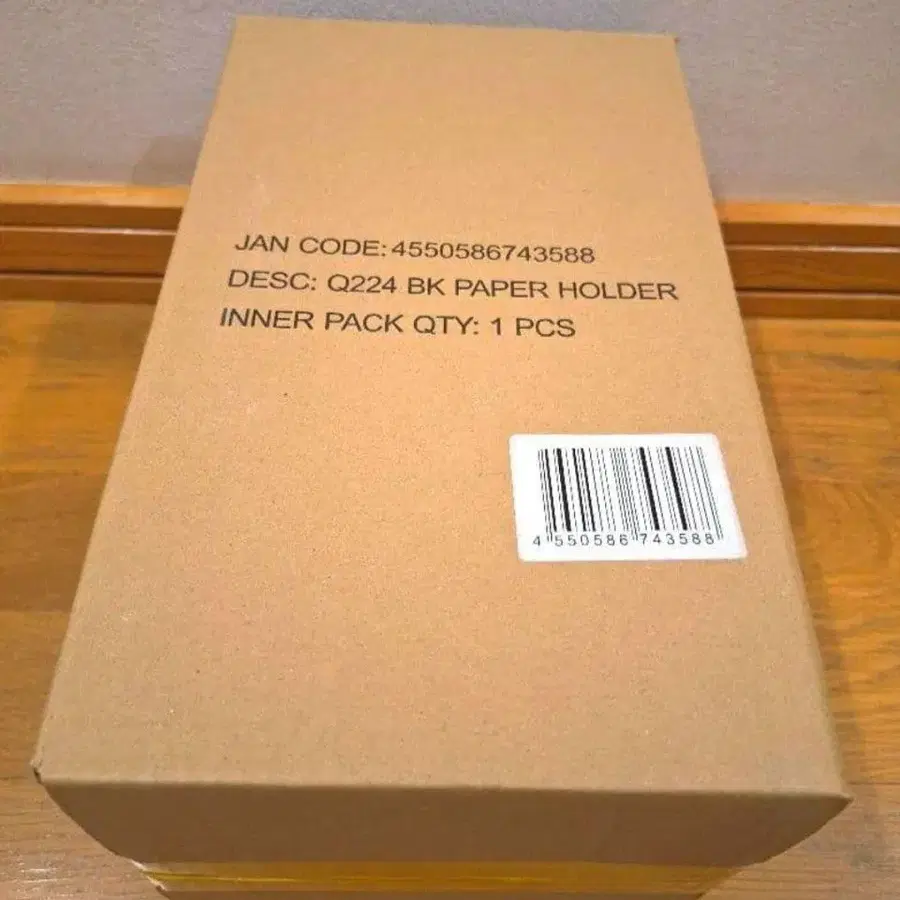 JAN CODE: 4550586743588
DESC: Q224 BK PAPER HOLDER
INNER PACK QTY: 1 PCS
4 550586 743588